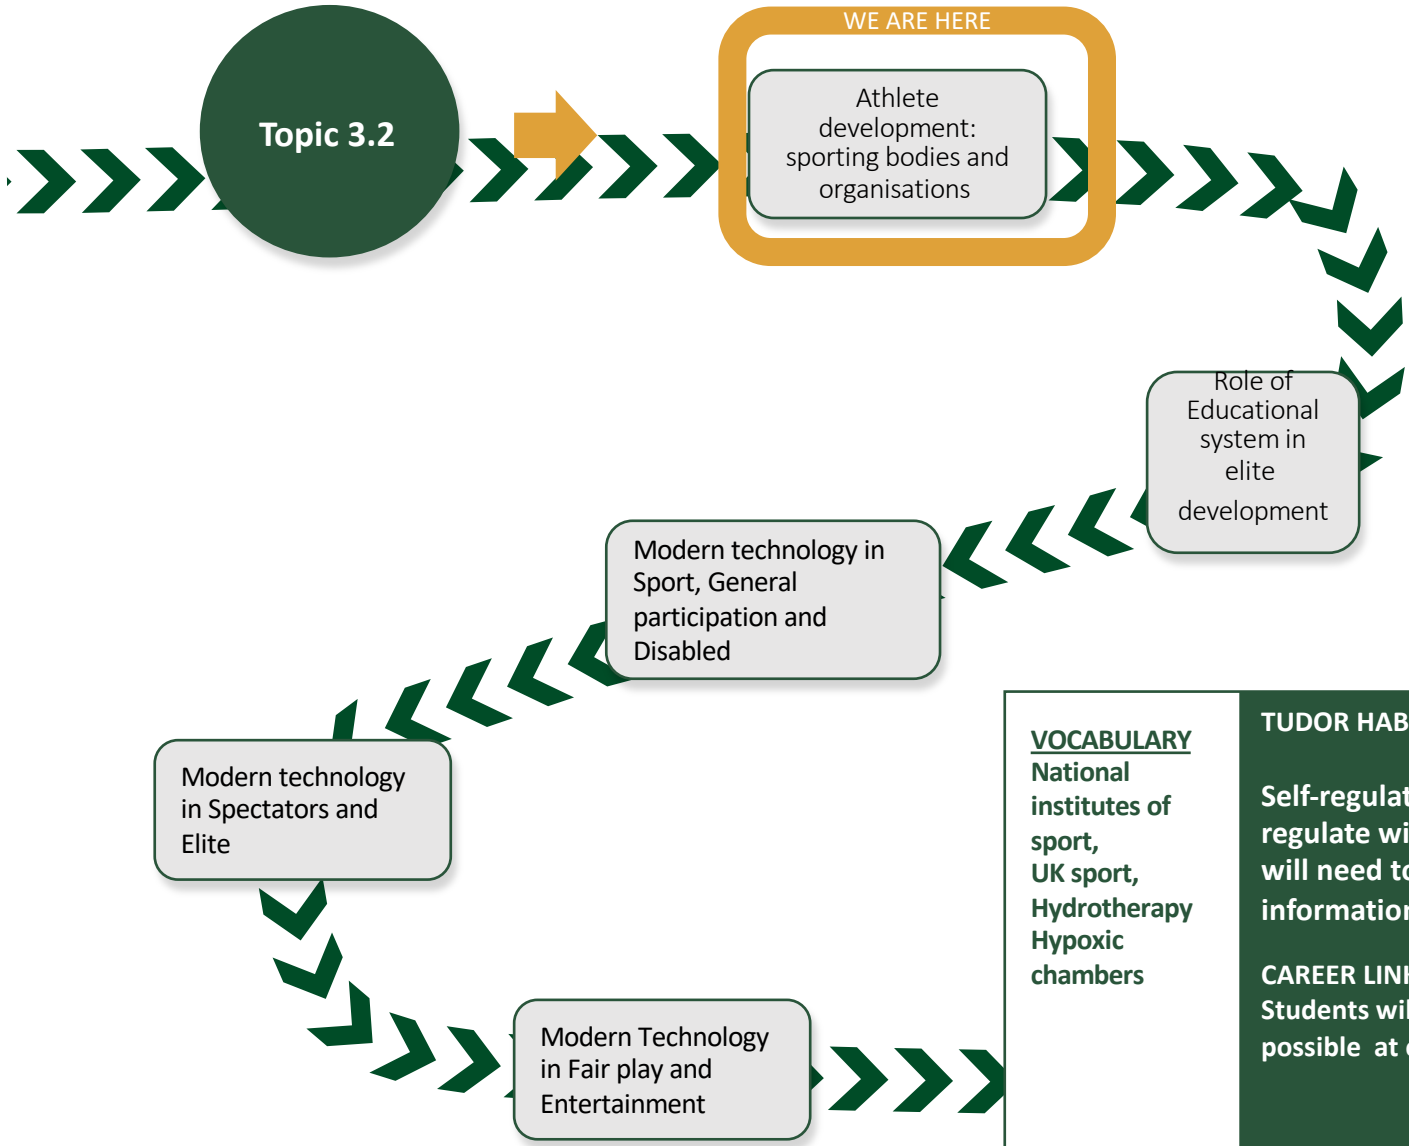 WE ARE HERE
Topic 3.2
Athlete
development:
sporting bodies and
organisations
Role of
Educational
system in
elite
development
Modern technology in
Sport, General
participation and
Disabled
Modern technology
in Spectators and
Elite
Modern Technology
in Fair play and
Entertainment
VOCABULARY
National
institutes of
sport,
UK sport,
Hydrotherapy
Hypoxic
chambers
TUDOR HAB
Self-regulat
regulate wi
will need to
information
CAREER LINK
Students wil
possible at